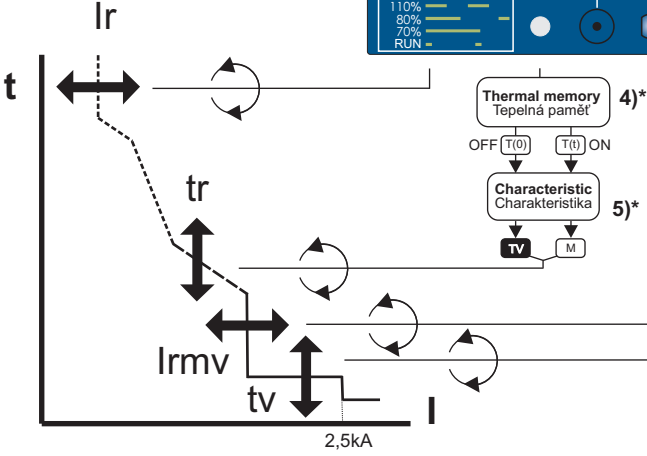 110%
80%
70%
RUN
Ir
t
Thermal memory
Tepelná paměť
4)*
OFF T(0) T(t) ON
Characteristic
Charakteristika
5)*
TV M
tr
Irmv
tv
I
2,5kA